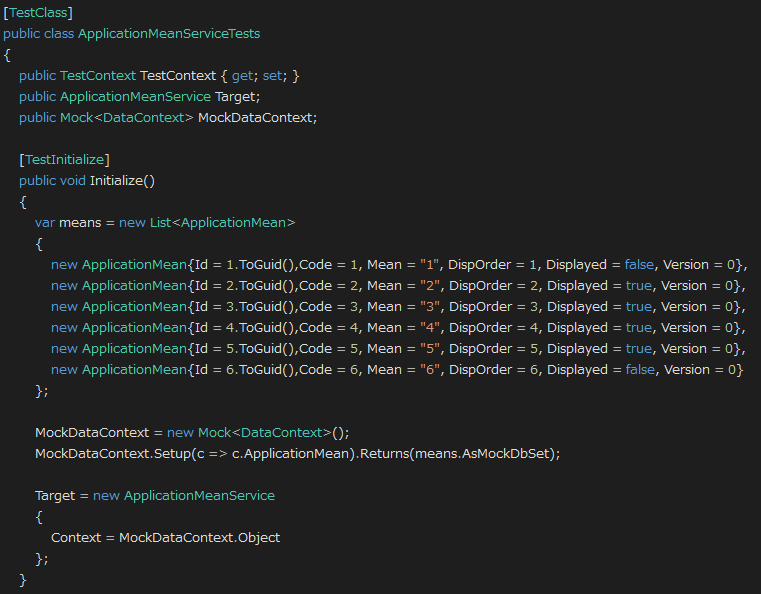 [TestClass]
public class ApplicationMeanServiceTests
{
public TestContext TestContext { get; set; }
public ApplicationMeanService Target;
public Mock<DataContext> MockDataContext;
[TestInitialize]
public void Initialize()
{
var means = new List<ApplicationMean>
{
new ApplicationMean{Id = 1.ToGuid(),Code = 1, Mean = "1", DispOrder = 1, Displayed = false, Version = 0},
new ApplicationMean{Id = 2.ToGuid(),Code = 2, Mean = "2", DispOrder = 2, Displayed = true, Version = 0},
new ApplicationMean{Id = 3.ToGuid(),Code = 3, Mean = "3", DispOrder = 3, Displayed = true, Version = 0},
new ApplicationMean{Id = 4.ToGuid(),Code = 4, Mean = "4", DispOrder = 4, Displayed = true, Version = 0},
new ApplicationMean{Id = 5.ToGuid(),Code = 5, Mean = "5", DispOrder = 5, Displayed = true, Version = 0},
new ApplicationMean{Id = 6.ToGuid(),Code = 6, Mean = "6", DispOrder = 6, Displayed = false, Version = 0}
};
MockDataContext = new Mock<DataContext>();
MockDataContext.Setup(c => c.ApplicationMean).Returns(means.AsMockDbSet);
Target = new ApplicationMeanService
{
Context = MockDataContext.Object
};
}